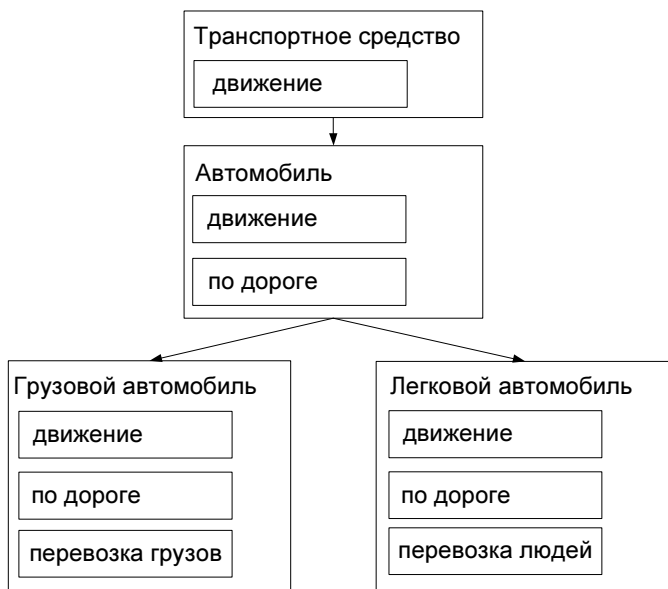 Транспортное средство
движение
Автомобиль
движение
по дороге
Грузовой автомобиль
движение
по дороге
перевозка грузов
Легковой автомобиль
движение
по дороге
перевозка людей